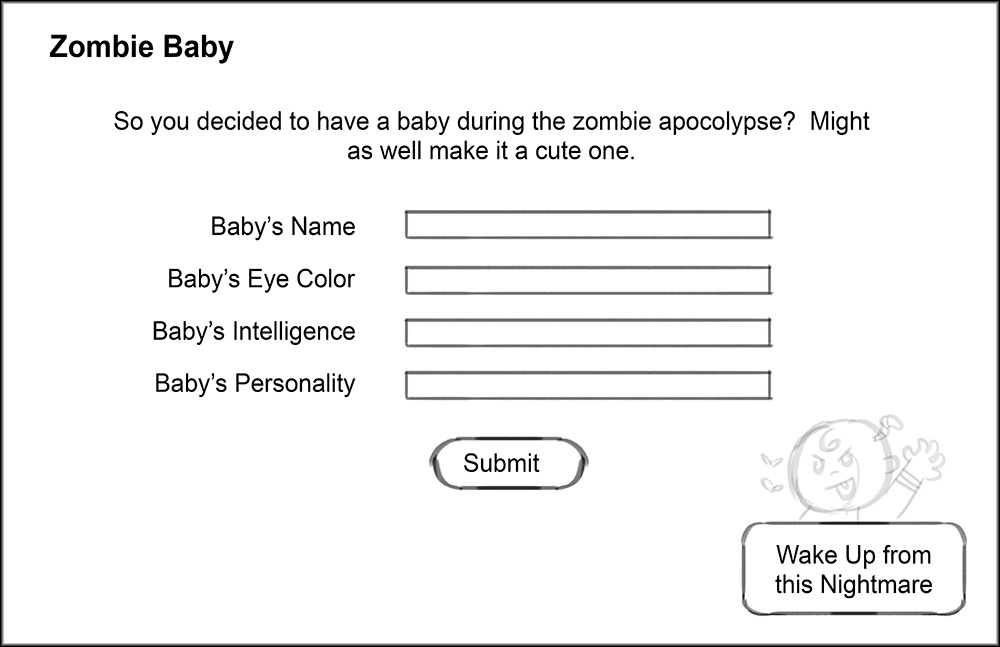 Zombie Baby
So you decided to have a baby during the zombie apocolypse?  Might
as well make it a cute one.
Baby’s Name
Baby’s Eye Color
Baby’s Intelligence
Baby’s Personality
Submit
Wake Up from
this Nightmare